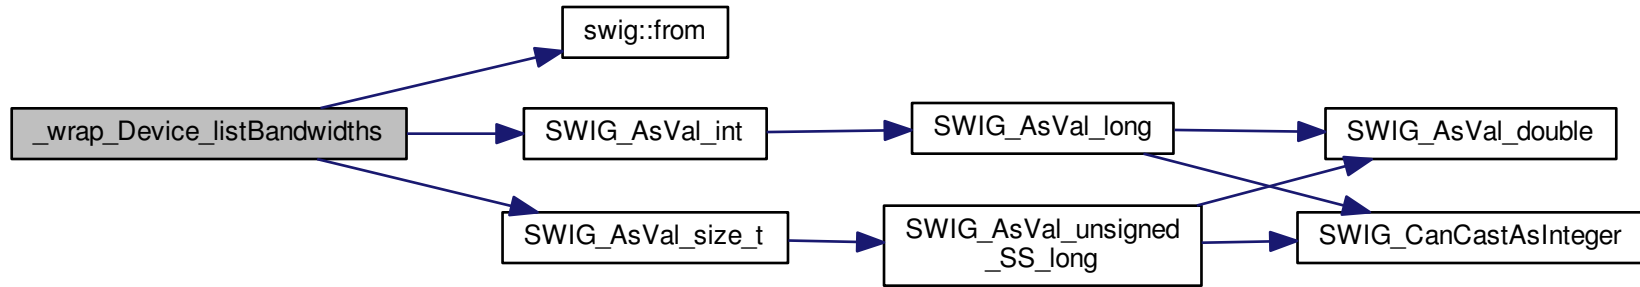 swig::from
_wrap_Device_listBandwidths
SWIG_AsVal_int
SWIG_AsVal_long
SWIG_AsVal_double
SWIG_AsVal_size_t
SWIG_AsVal_unsigned
_SS_long
SWIG_CanCastAsInteger